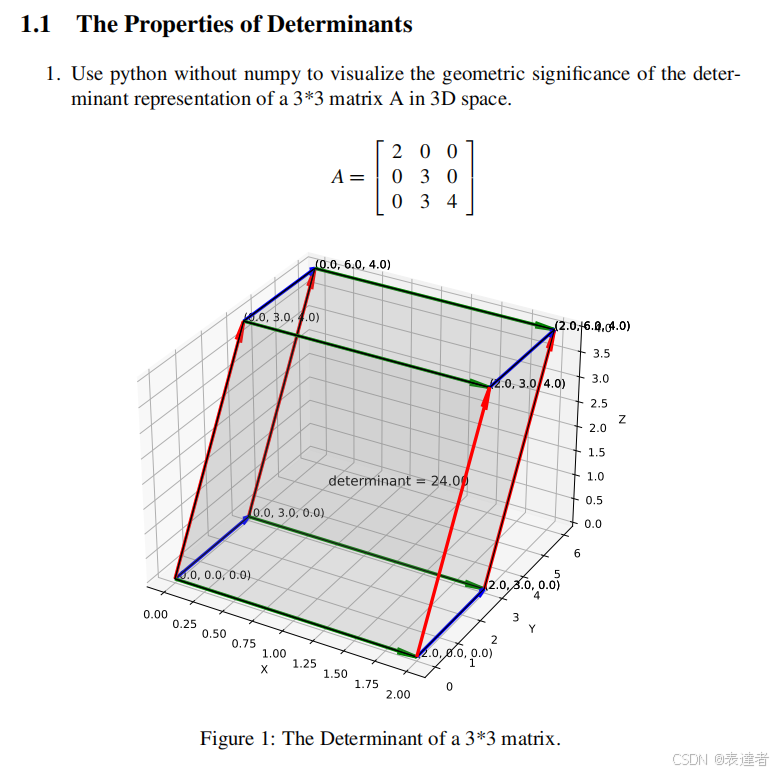 1.1 The Properties of Determinants
1. Use python without numpy to visualize the geometric significance of the deter-
minant representation of a 3*3 matrix A in 3D space.
2 0 0
A = 0 3 0
0 3 4
(0.0, 6.0, 4.0)
(0.0, 3.0, 4.0)
(2.0, 6.0, 4.0)
(2.0, 3.0, 4.0)
3.5
3.0
2.5
Z
2.0
1.5
determinant = 24.00
1.0
0.5
(0.0, 3.0, 0.0)
0.0
6
(0.0, 0.0, 0.0)
5
(2.0, 3.0, 0.0)
4
0.00
0.25
3
0.50
Y
0.75
2
1.00
(2.0, 0.0, 0.0)
1
X
1.25
1.50
1.75
0
2.00
Figure 1: The Determinant of a 3*3 matrix.
CSDN @表達者